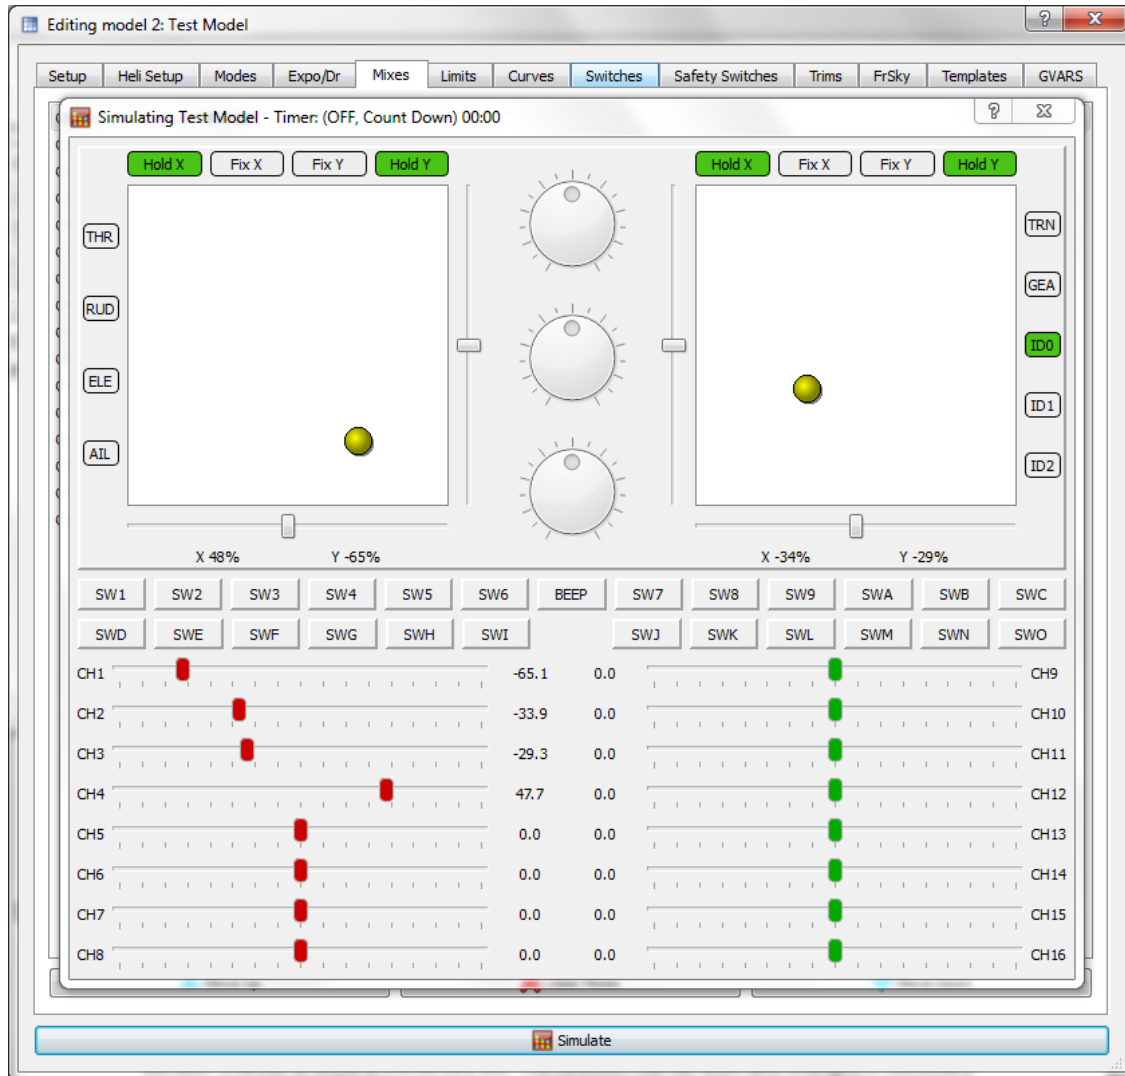 Editing model 2: Test Model
Setup Heli Setup Modes Expo/Dr Mixes Limits Curves Switches Safety Switches Trims FrSky Templates GVARS
Simulating Test Model - Timer: (OFF, Count Down) 00:00
Hold X Fix X Fix Y Hold Y Hold X Fix X Fix Y Hold Y
THR TRN
RUD GEA
ELE ID0
AIL ID1
ID2
X 48% Y -65% X -34% Y -29%
SW1 SW2 SW3 SW4 SW5 SW6 BEEP SW7 SW8 SW9 SWA SWB SWC
SWD SWE SWF SWG SWH SWI SWJ SWK SWL SWM SWN SWO
CH1 -65.1 0.0 CH9
CH2 -33.9 0.0 CH10
CH3 -29.3 0.0 CH11
CH4 47.7 0.0 CH12
CH5 0.0 0.0 CH13
CH6 0.0 0.0 CH14
CH7 0.0 0.0 CH15
CH8 0.0 0.0 CH16
Simulate